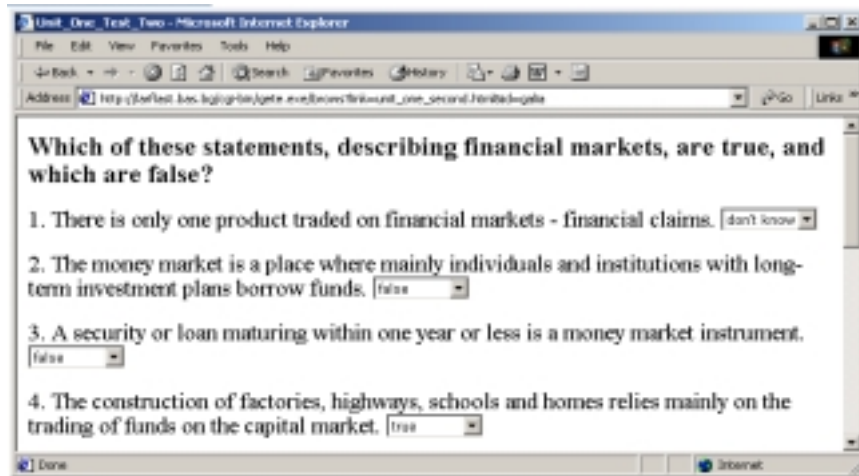 Unit_One_Test_Two - Microsoft Internet Explorer
File Edit View Favorites Tools Help
Back Search Favorites History
Address Go Links
Which of these statements, describing financial markets, are true, and
which are false?
1. There is only one product traded on financial markets - financial claims. don't know
2. The money market is a place where mainly individuals and institutions with long-
term investment plans borrow funds. false
3. A security or loan maturing within one year or less is a money market instrument.
false
4. The construction of factories, highways, schools and homes relies mainly on the
trading of funds on the capital market. true
Done Internet